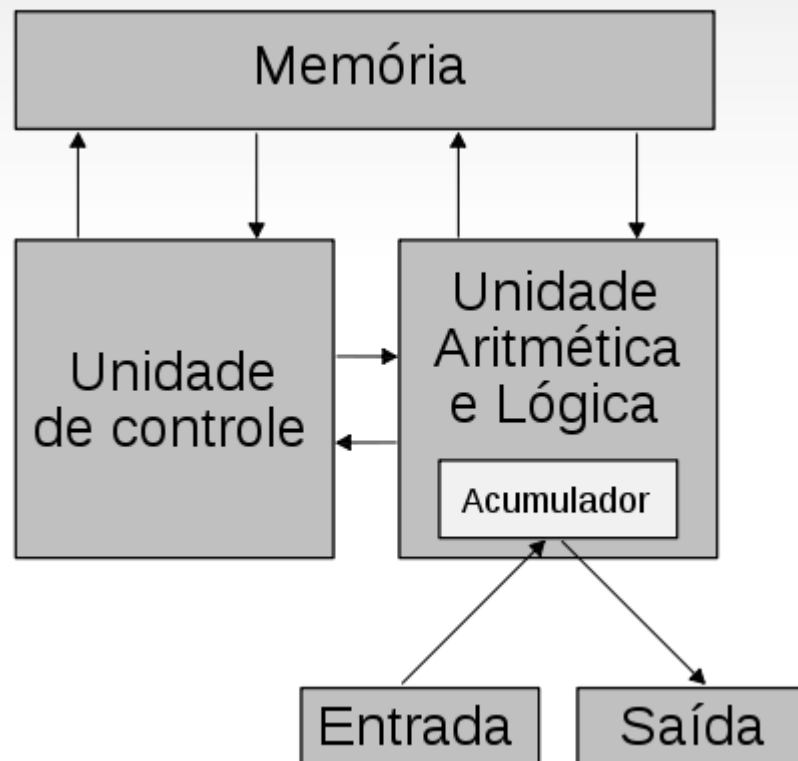 Memória
Unidade
de controle
Unidade
Aritmética
e Lógica
Acumulador
Entrada
Saída